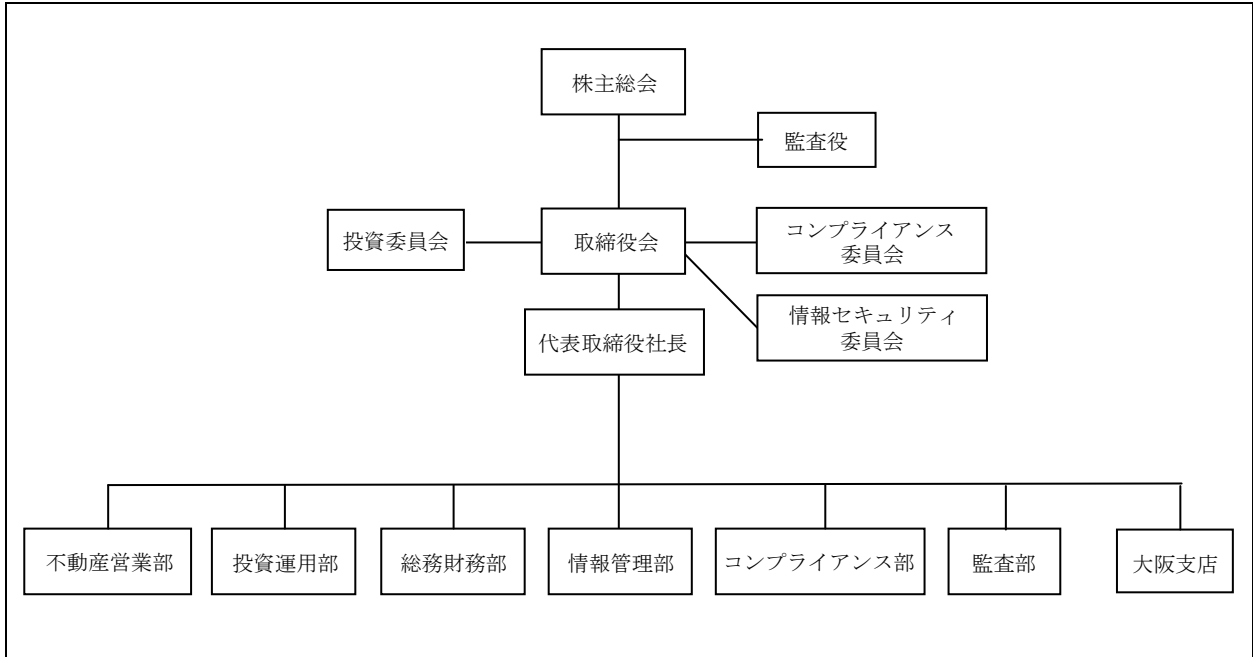 株主総会
監査役
投資委員会
取締役会
コンプライアンス
委員会
情報セキュリティ
委員会
代表取締役社長
不動産営業部
投資運用部
総務財務部
情報管理部
コンプライアンス部
監査部
大阪支店